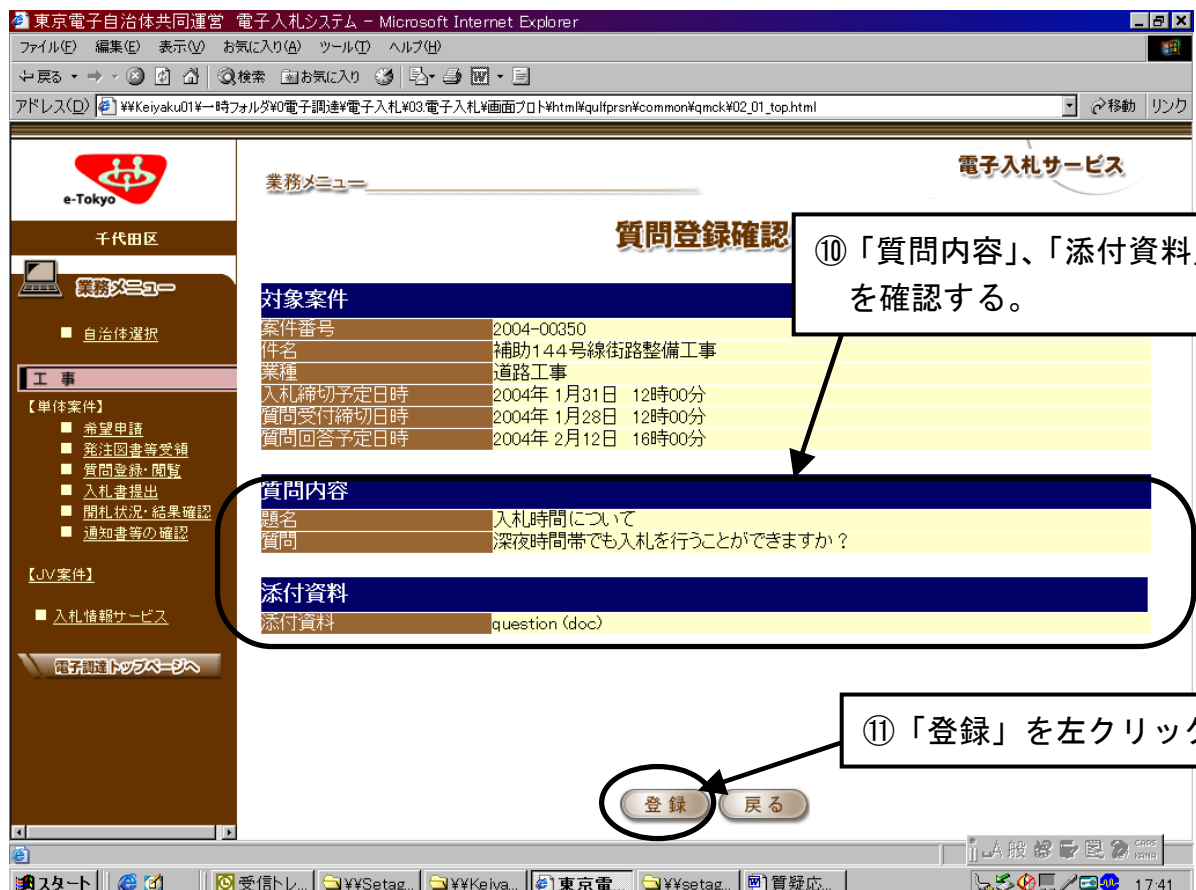 東京電子自治体共同運営 電子入札システム - Microsoft Internet Explorer
ファイル(F) 編集(E) 表示(V) お気に入り(A) ツール(T) ヘルプ(H)
戻る 検索 お気に入り
アドレス(D) ¥¥Keiyaku01¥一時フォルダ¥0電子調達¥電子入札¥03.電子入札¥画面プロト¥html¥qulfprsn¥common¥qmck¥02_01_top.html 移動 リンク
e-Tokyo
業務メニュー
電子入札サービス
千代田区
質問登録確認
⑩「質問内容」、「添付資料」
を確認する。
業務メニュー
自治体選択
工 事
【単体案件】
希望申請
発注図書等受領
質問登録・閲覧
入札書提出
開札状況・結果確認
通知書等の確認
【JV案件】
入札情報サービス
電子調達トップページへ
対象案件
案件番号 2004-00350
件名 補助144号線街路整備工事
業種 道路工事
入札締切予定日時 2004年 1月31日 12時00分
質問受付締切日時 2004年 1月28日 12時00分
質問回答予定日時 2004年 2月12日 16時00分
質問内容
題名 入札時間について
質問 深夜時間帯でも入札を行うことができますか？
添付資料
添付資料 question (doc)
⑪「登録」を左クリック
登 録 戻 る
A 般 CAPS KANA
スタート 受信トレ... ¥¥Setag... ¥¥Keiya... 東京電... ¥¥setag... 質疑応... 17:41